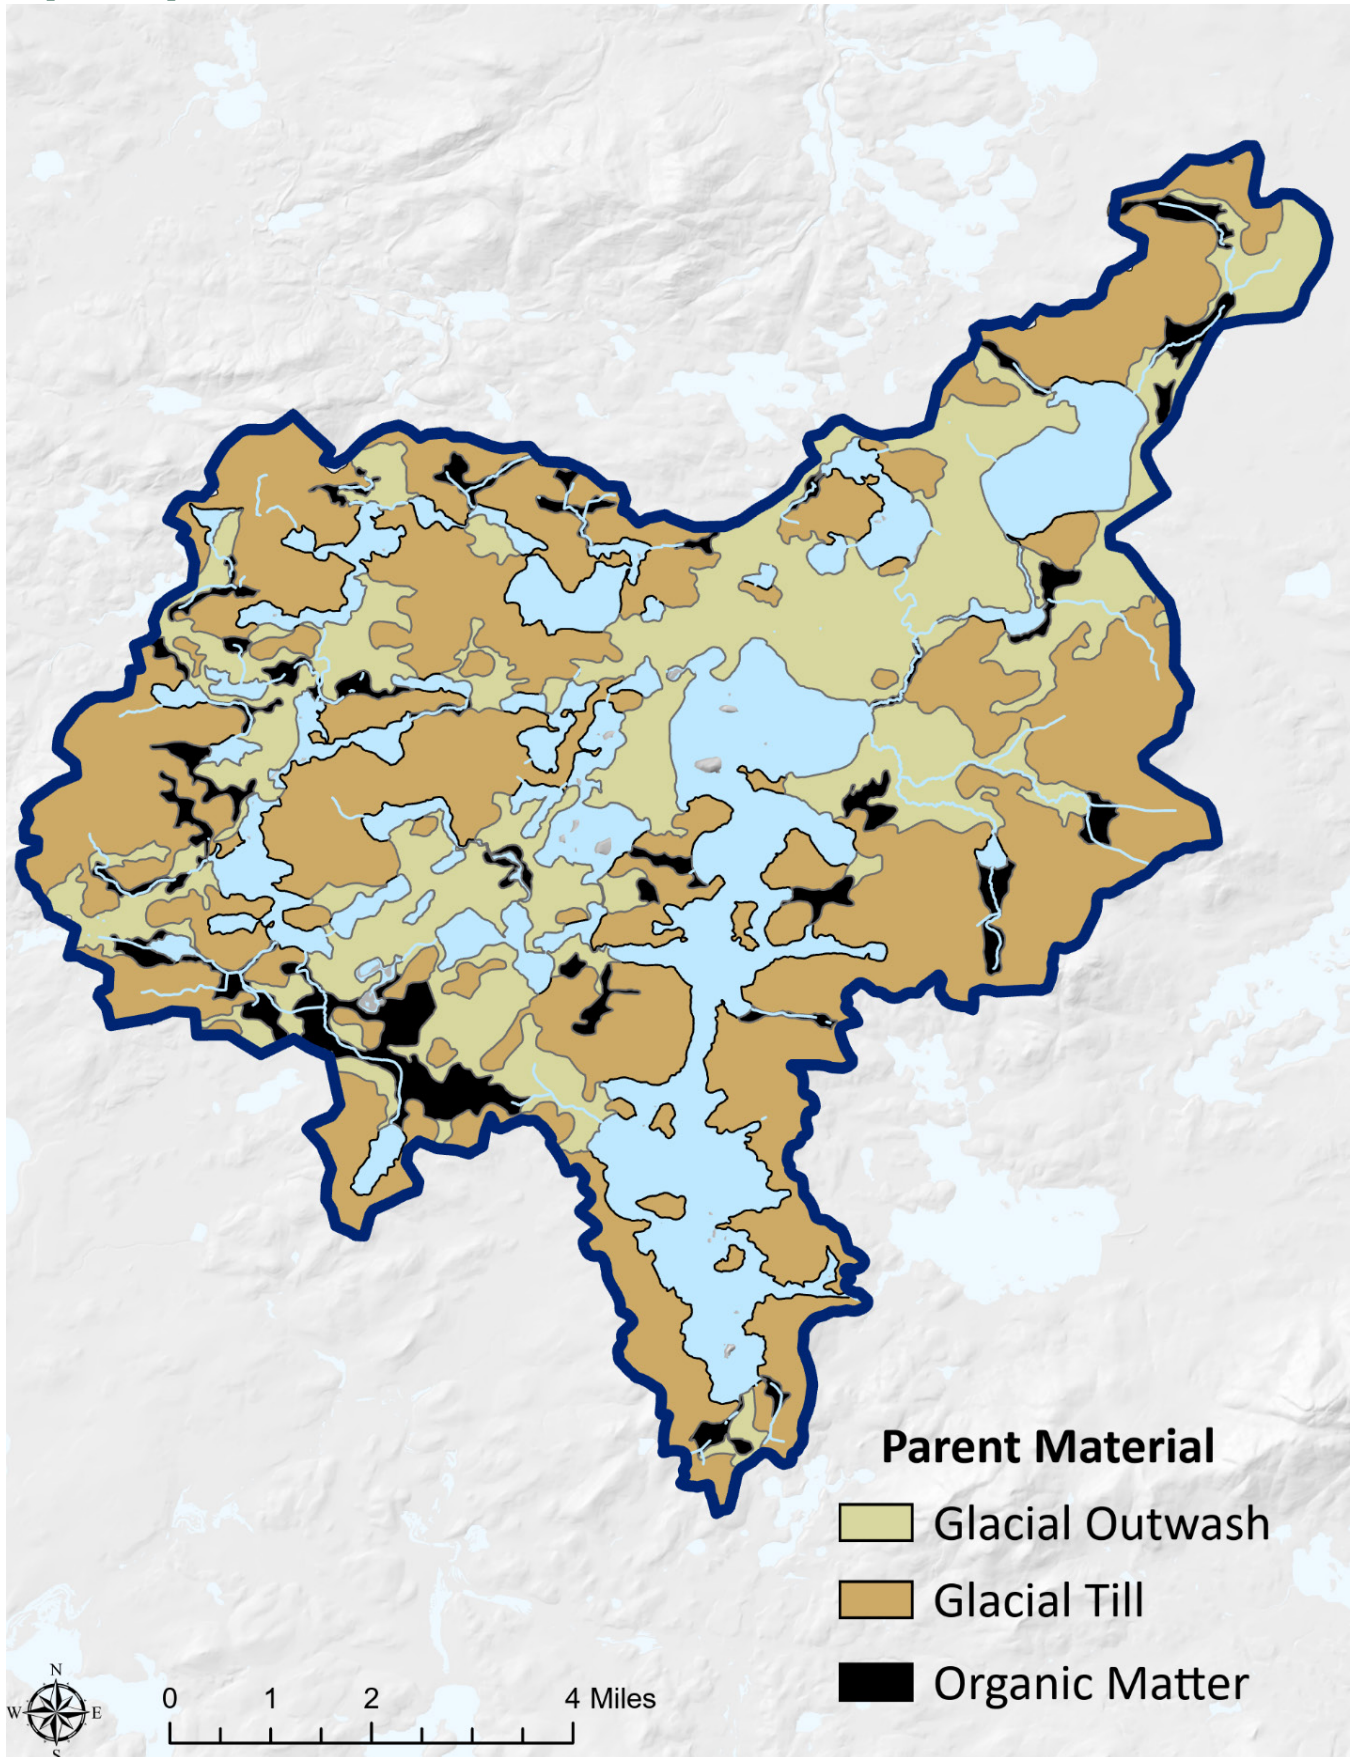 Parent Material
Glacial Outwash
Glacial Till
Organic Matter
N
W E
S
0 1 2 4 Miles